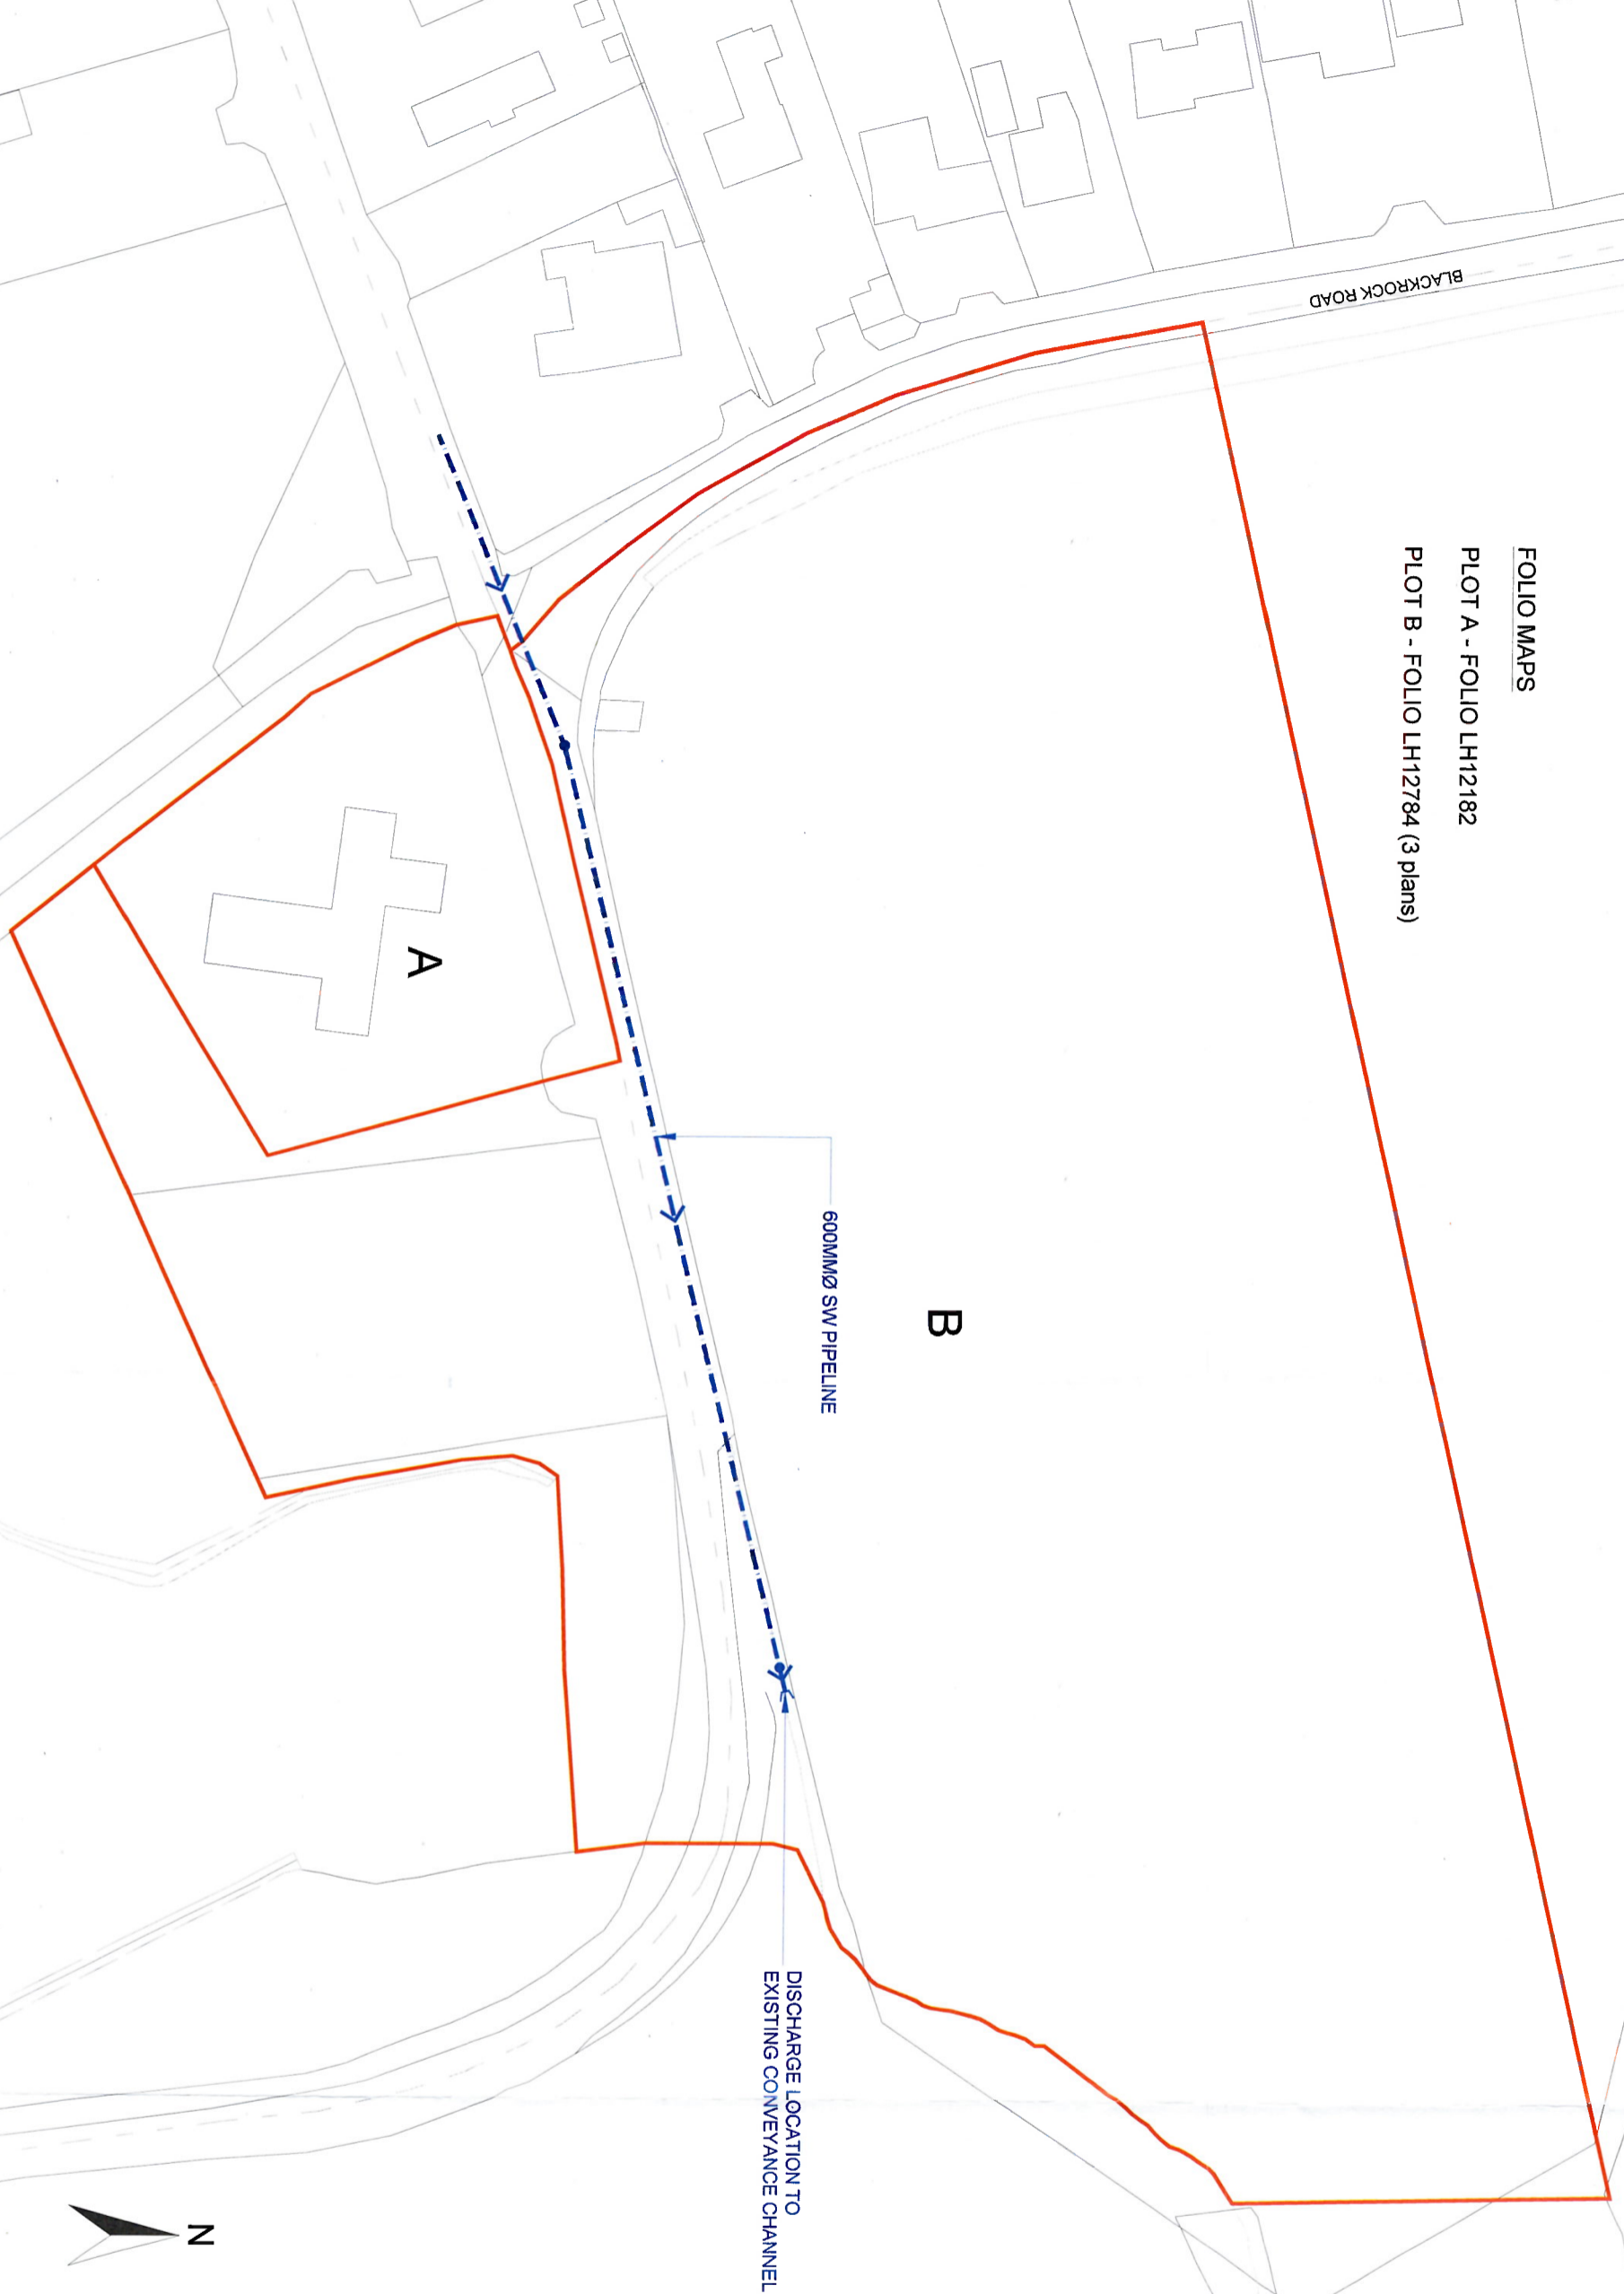 FOLIO MAPS
PLOT A - FOLIO LH12182
PLOT B - FOLIO LH12784 (3 plans)
BLACKROCK ROAD
B
600MMØ SW PIPELINE
A
DISCHARGE LOCATION TO
EXISTING CONVEYANCE CHANNEL
N